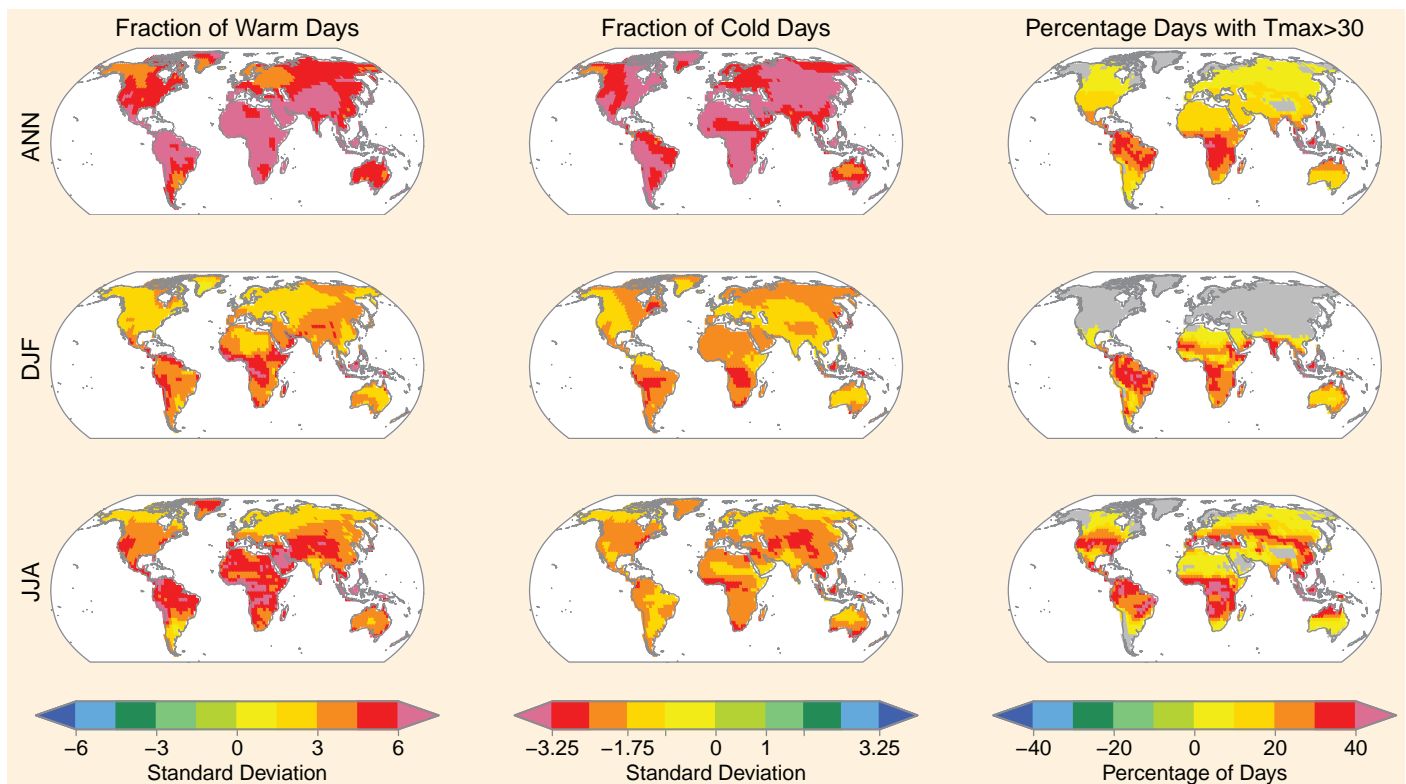 Fraction of Warm Days
Fraction of Cold Days
Percentage Days with Tmax>30
ANN
DJF
JJA
−6 −3 0 3 6
Standard Deviation
−3.25 −1.75 0 1 3.25
Standard Deviation
−40 −20 0 20 40
Percentage of Days